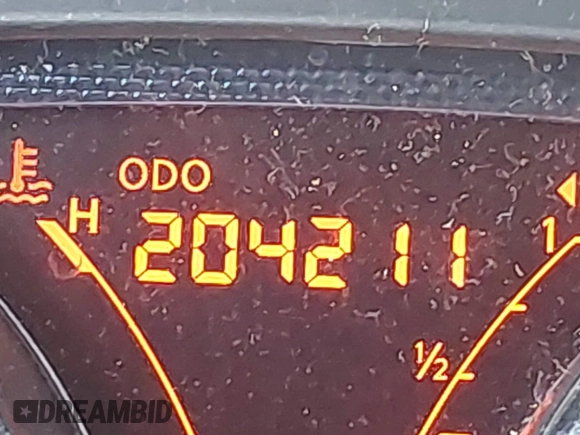 ODO
H 204211 1
1/2
DREAMBID